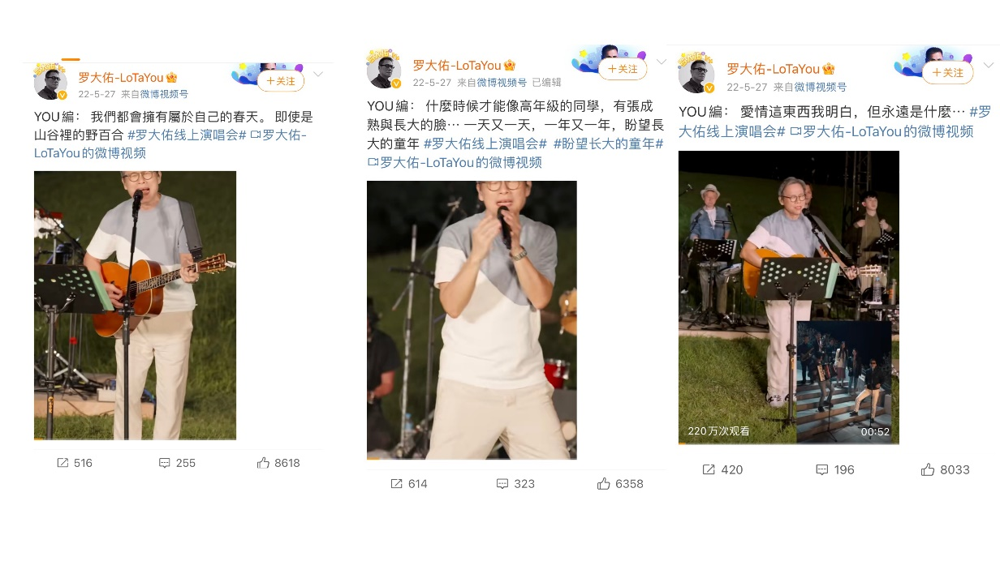 罗大佑-LoTaYou
22-5-27 来自微博视频号
+关注
YOU編： 我們都會擁有屬於自己的春天。 即使是
山谷裡的野百合 #罗大佑线上演唱会# 罗大佑-
LoTaYou的微博视频
516
255
8618
罗大佑-LoTaYou
22-5-27 来自微博视频号 已编辑
+关注
YOU編： 什麼時候才能像高年級的同學，有張成
熟與長大的臉⋯ 一天又一天，一年又一年，盼望長
大的童年 #罗大佑线上演唱会# #盼望长大的童年#
罗大佑-LoTaYou的微博视频
614
323
6358
罗大佑-LoTaYou
22-5-27 来自微博视频号
+关注
YOU編： 愛情這東西我明白，但永遠是什麼⋯ #罗
大佑线上演唱会# 罗大佑-LoTaYou的微博视频
220万次观看
00:52
420
196
8033